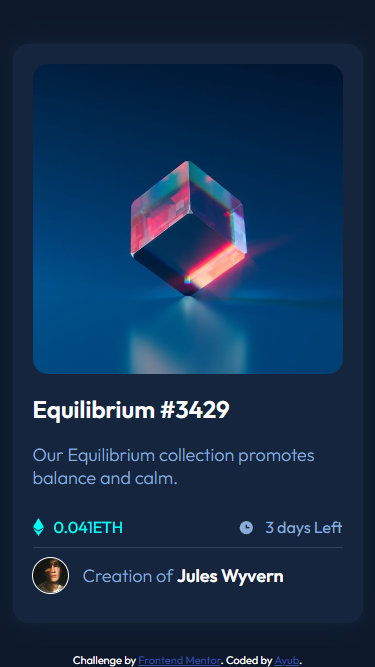 Equilibrium #3429
Our Equilibrium collection promotes
balance and calm.
0.041ETH
3 days Left
Creation of Jules Wyvern
Challenge by Frontend Mentor. Coded by Ayub.